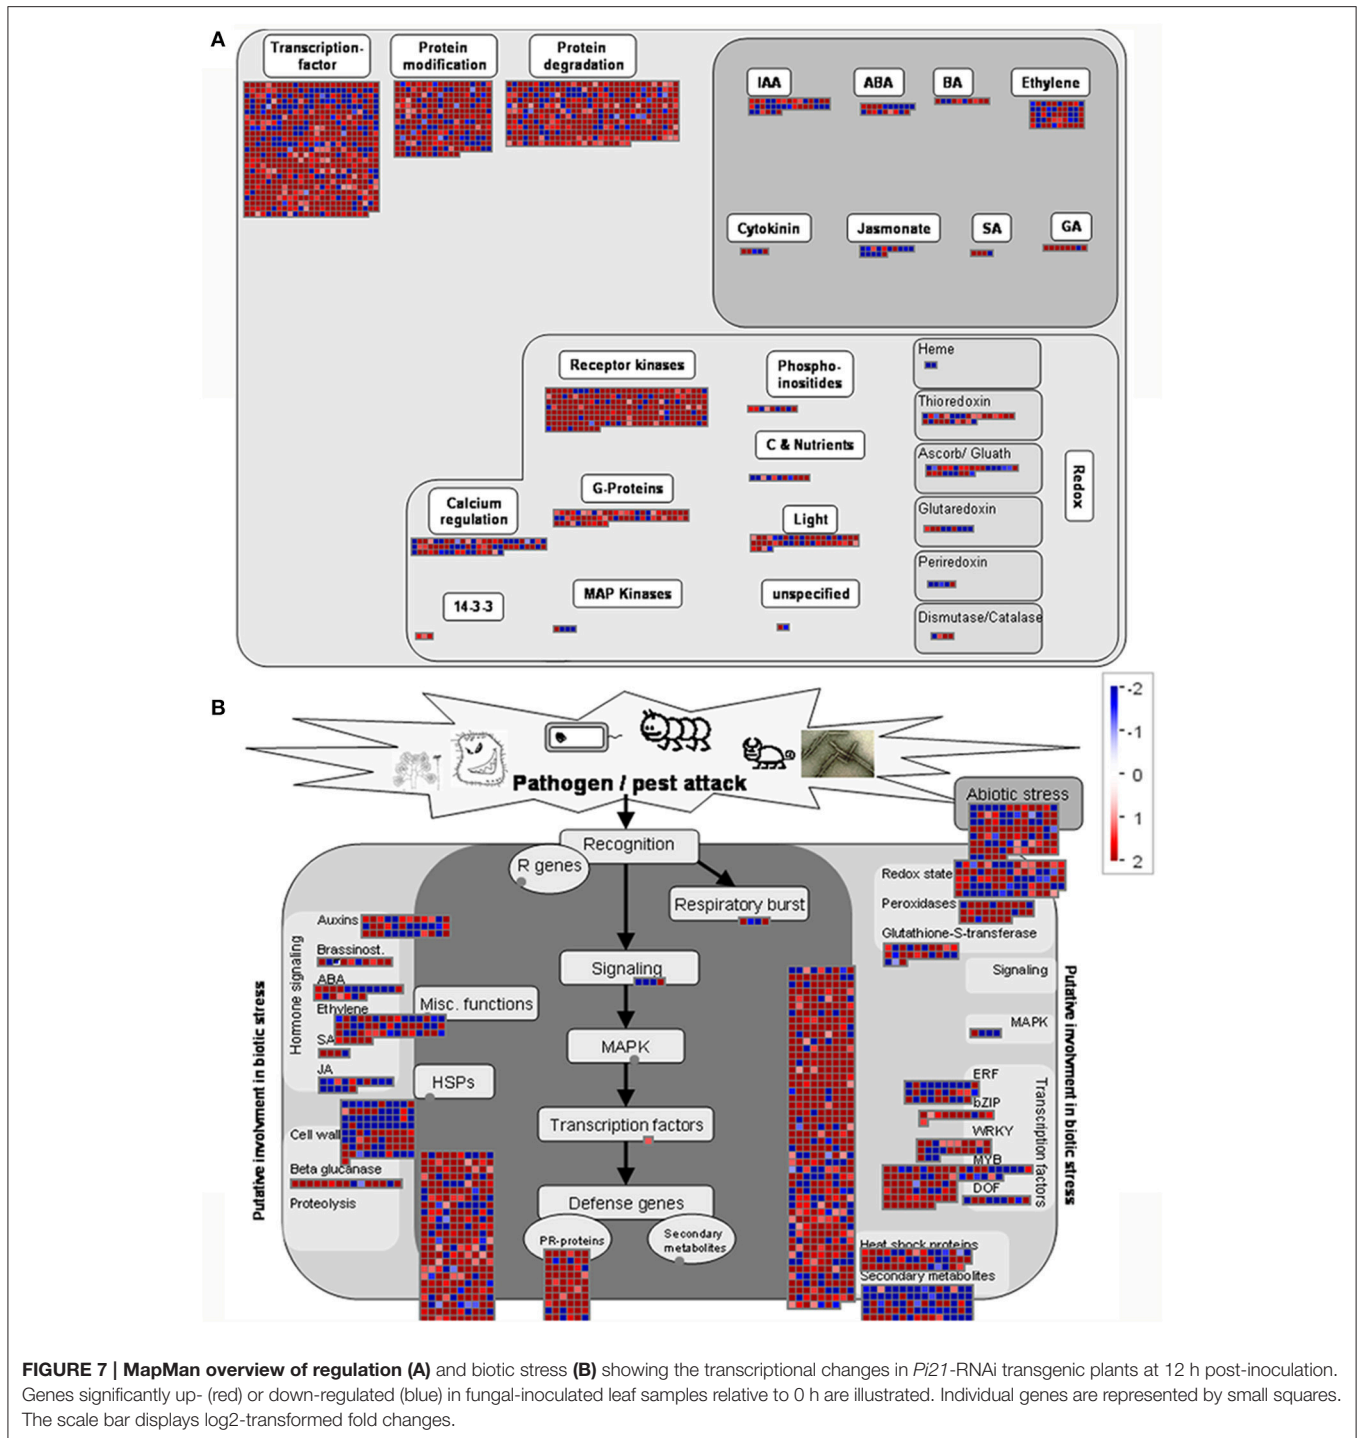 A
Transcription-
factor
Protein
modification
Protein
degradation
IAA
ABA
BA
Ethylene
Cytokinin
Jasmonate
SA
GA
Receptor kinases
Phospho-
inositides
C & Nutrients
G-Proteins
Light
Calcium
regulation
14-3-3
MAP Kinases
unspecified
Heme
Thioredoxin
Ascorb/ Gluath
Glutaredoxin
Periredoxin
Dismutase/Catalase
Redox
B
Pathogen / pest attack
-2
-1
0
1
2
Abiotic stress
Recognition
R genes
Respiratory burst
Signaling
MAPK
Transcription factors
Defense genes
PR-proteins
Secondary
metabolites
Misc. functions
HSPs
Putative involvment in biotic stress
Hormone signaling
Auxins
Brassinost.
ABA
Ethylene
SA
JA
Cell wall
Beta glucanase
Proteolysis
Redox state
Peroxidases
Glutathione-S-transferase
Signaling
MAPK
ERF
bZIP
WRKY
MYB
DOF
Transcription factors
Heat shock proteins
Secondary metabolites
Putative involvment in biotic stress
FIGURE 7 | MapMan overview of regulation (A) and biotic stress (B) showing the transcriptional changes in Pi21-RNAi transgenic plants at 12 h post-inoculation.
Genes significantly up- (red) or down-regulated (blue) in fungal-inoculated leaf samples relative to 0 h are illustrated. Individual genes are represented by small squares.
The scale bar displays log2-transformed fold changes.